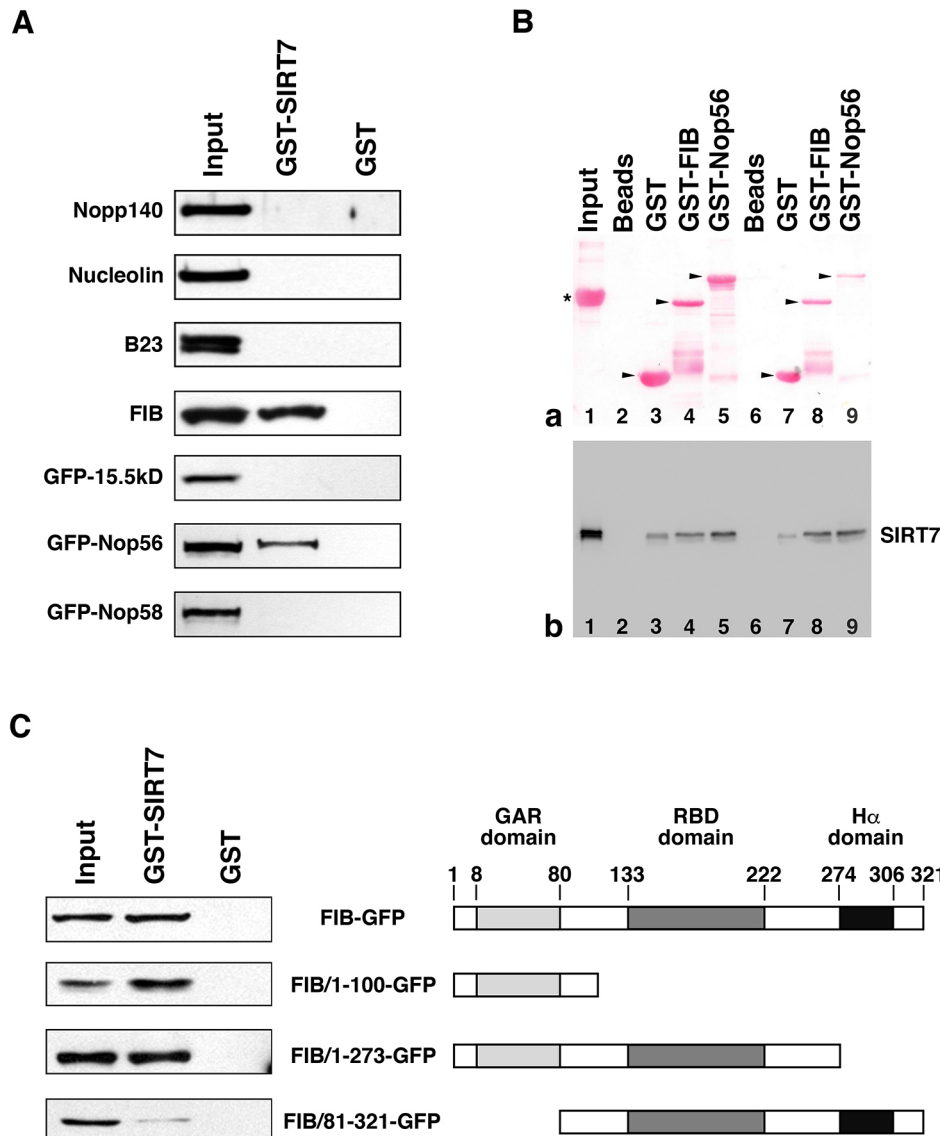 A
Input
GST-SIRT7
GST
Nopp140
Nucleolin
B23
FIB
GFP-15.5kD
GFP-Nop56
GFP-Nop58
B
Input
Beads
GST
GST-FIB
GST-Nop56
Beads
GST
GST-FIB
GST-Nop56
*
a 1 2 3 4 5 6 7 8 9
SIRT7
b 1 2 3 4 5 6 7 8 9
C
Input
GST-SIRT7
GST
GAR domain
RBD domain
Hα domain
1 8 80 133 222 274 306 321
FIB-GFP
FIB/1-100-GFP
FIB/1-273-GFP
FIB/81-321-GFP